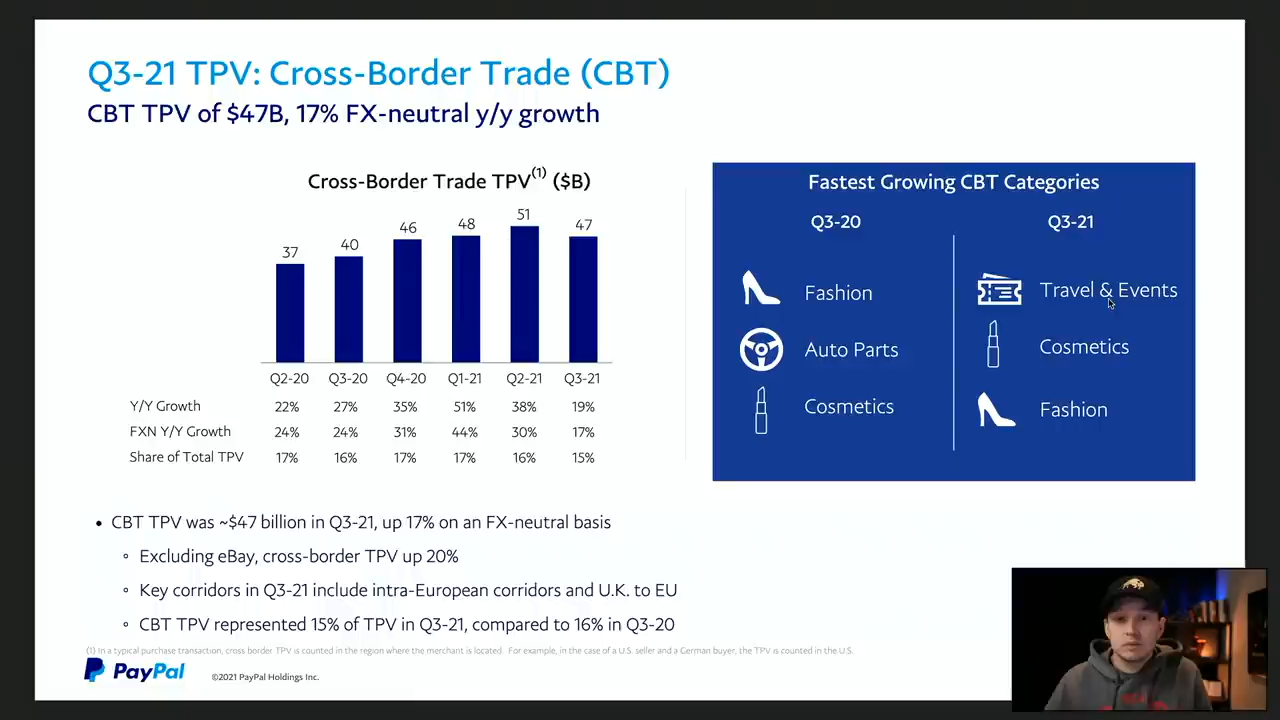 Q3-21 TPV: Cross-Border Trade (CBT)
CBT TPV of $47B, 17% FX-neutral y/y growth
Cross-Border Trade TPV(1) ($B)
37 40 46 48 51 47
Q2-20 Q3-20 Q4-20 Q1-21 Q2-21 Q3-21
Y/Y Growth 22% 27% 35% 51% 38% 19%
FXN Y/Y Growth 24% 24% 31% 44% 30% 17%
Share of Total TPV 17% 16% 17% 17% 16% 15%
Fastest Growing CBT Categories
Q3-20 Q3-21
Fashion Travel & Events
Auto Parts Cosmetics
Cosmetics Fashion
• CBT TPV was ~$47 billion in Q3-21, up 17% on an FX-neutral basis
◦ Excluding eBay, cross-border TPV up 20%
◦ Key corridors in Q3-21 include intra-European corridors and U.K. to EU
◦ CBT TPV represented 15% of TPV in Q3-21, compared to 16% in Q3-20
(1) In a typical purchase transaction, cross border TPV is counted in the region where the merchant is located. For example, in the case of a U.S. seller and a German buyer, the TPV is counted in the U.S.
PayPal ©2021 PayPal Holdings Inc.